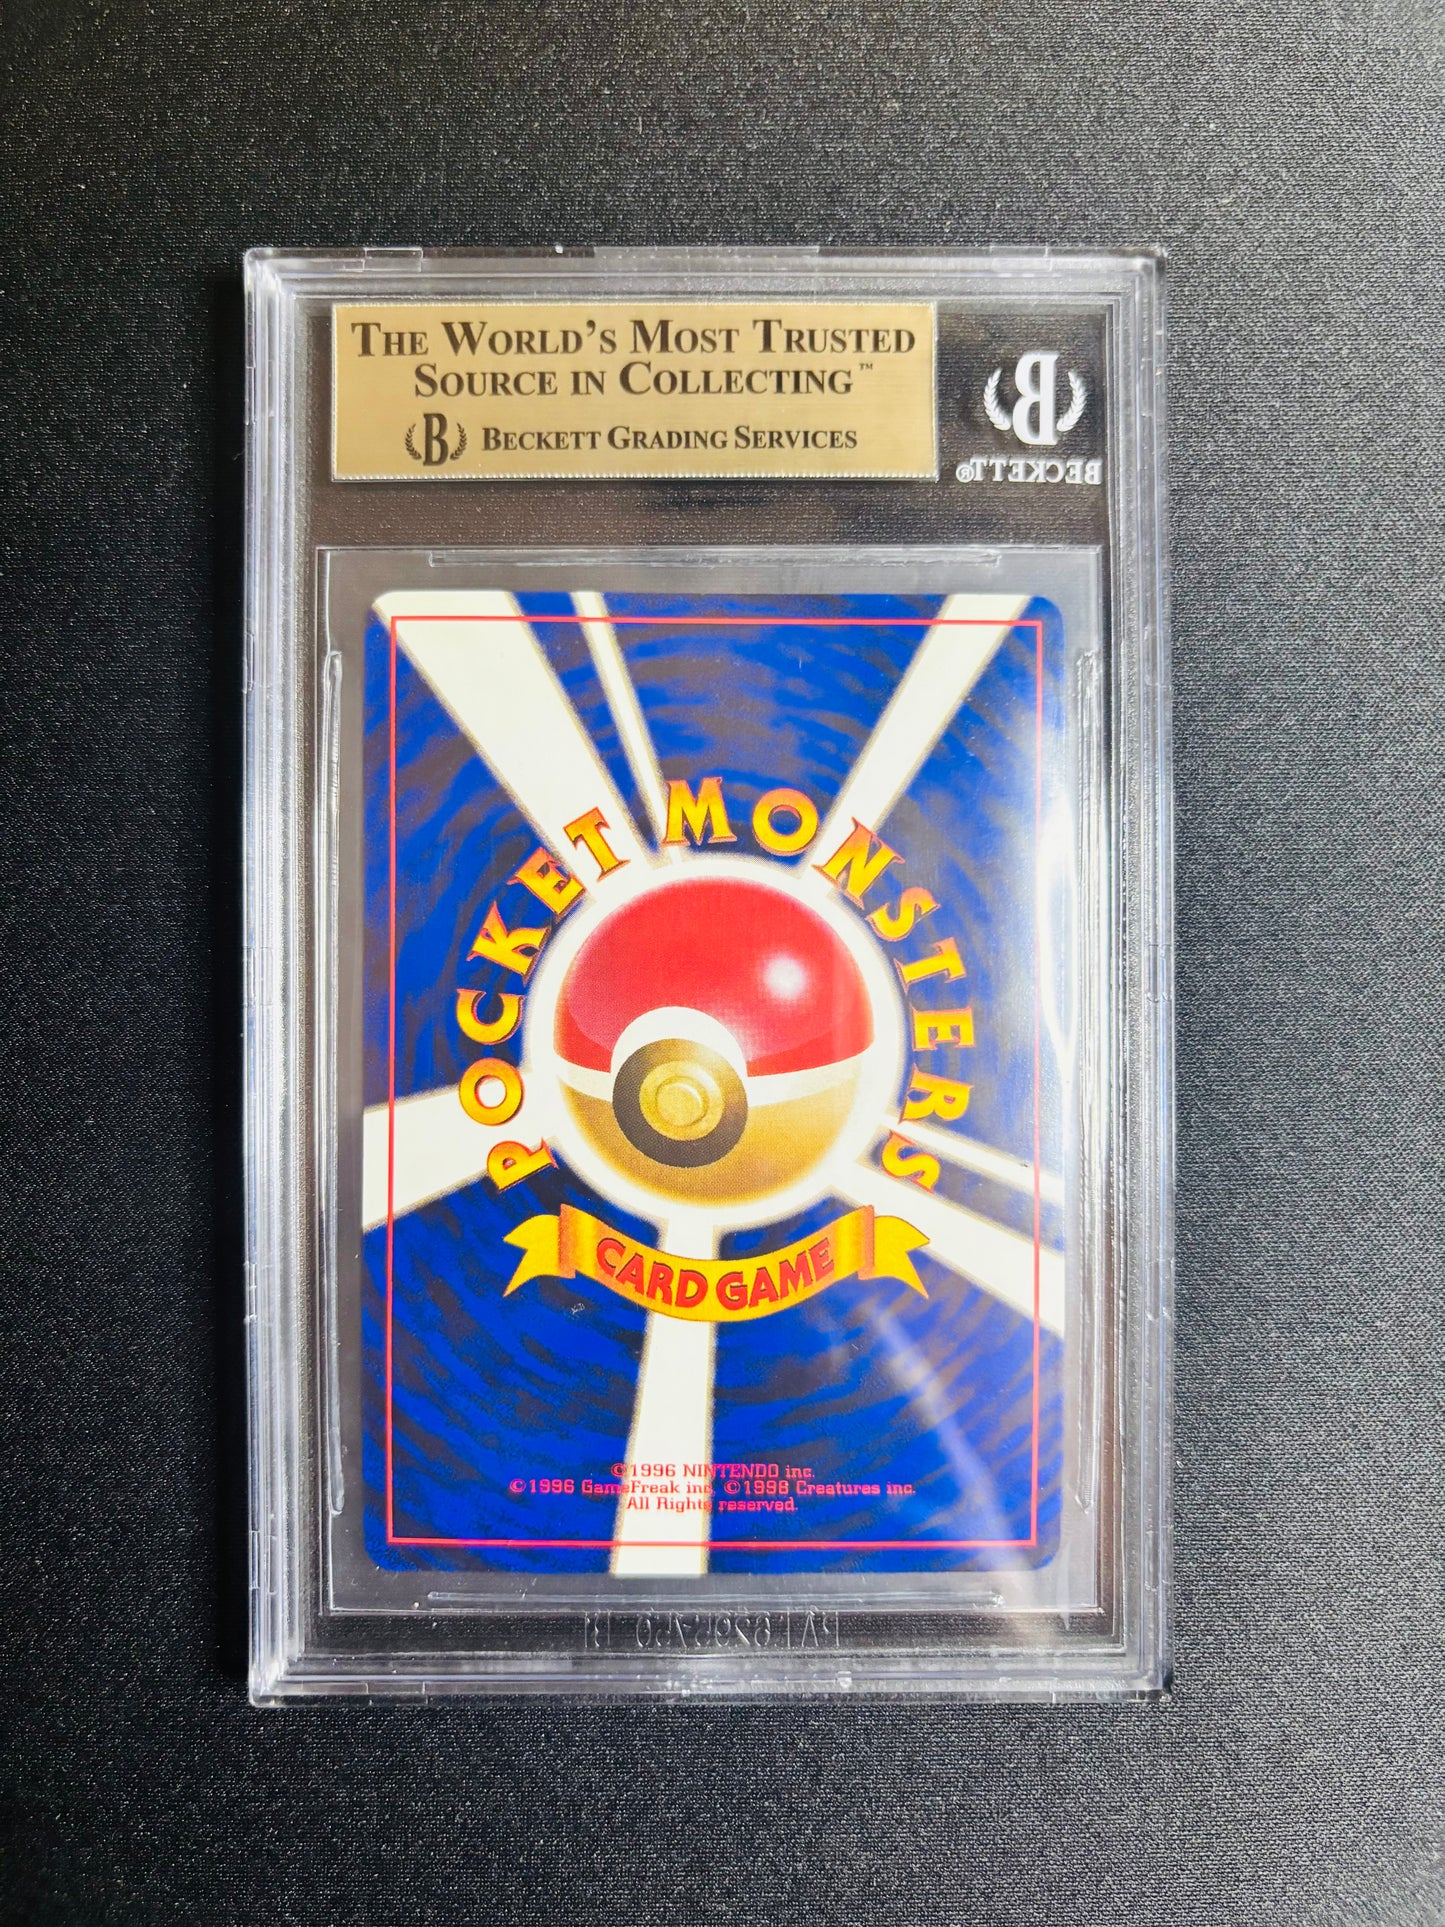 THE WORLD'S MOST TRUSTED
SOURCE IN COLLECTING™
B BECKETT GRADING SERVICES
B
BECKETT®
POCKET MONSTERS
CARD GAME
©1996 NINTENDO inc.
©1996 GameFreak inc. ©1996 Creatures inc.
All Rights reserved.